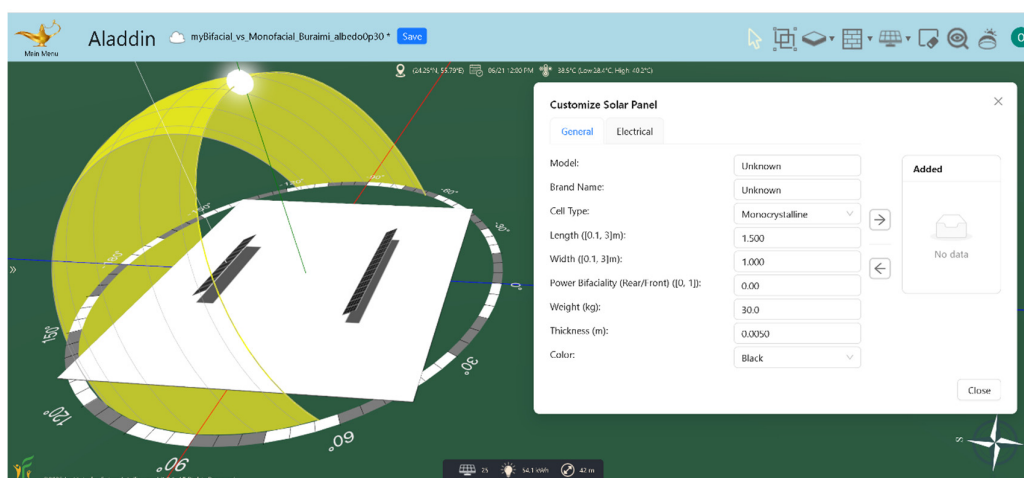 Aladdin
myBifacial_vs_Monofacial_Buraimi_albedo0p30 *
Save
Main Menu
(24.25°N, 55.79°E) 06/21 12:00 PM 38.5°C (Low 28.4°C, High 40.2°C)
Customize Solar Panel
General
Electrical
Model:
Unknown
Brand Name:
Unknown
Cell Type:
Monocrystalline
Length ([0.1, 3]m):
1.500
Width ([0.1, 3]m):
1.000
Power Bifaciality (Rear/Front) ([0, 1]):
0.00
Weight (kg):
30.0
Thickness (m):
0.0050
Color:
Black
Added
No data
Close
-150°
-60°
-30°
0°
30°
60°
90°
120°
150°
S
25
54.1 kWh
42 m